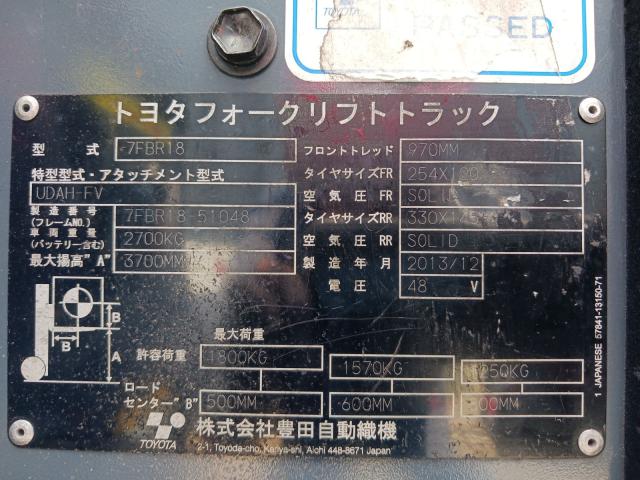 TOYOTA PASSED
トヨタフォークリフトトラック
型 式 7FBR18 フロントトレッド 970MM
特型型式・アタッチメント型式 タイヤサイズFR 254X
UDAH-FV 空気圧FR SOLID
製造番号 (フレームNO.) 7FBR18-51048 タイヤサイズRR
車両重量 (バッテリー含む) 2700KG 空気圧RR SOLID
最大揚高"A" 3700MM 製造年月 2013/12
電圧 48 V
B
B A
最大荷重
許容荷重 1800KG 1570KG 1250KG
ロード
センター"B" 500MM 600MM
TOYOTA 株式会社豊田自動織機
2-1, Toyoda-cho, Kariya-shi, Aichi 448-8671 Japan
1 JAPANESE 57641-13150-71